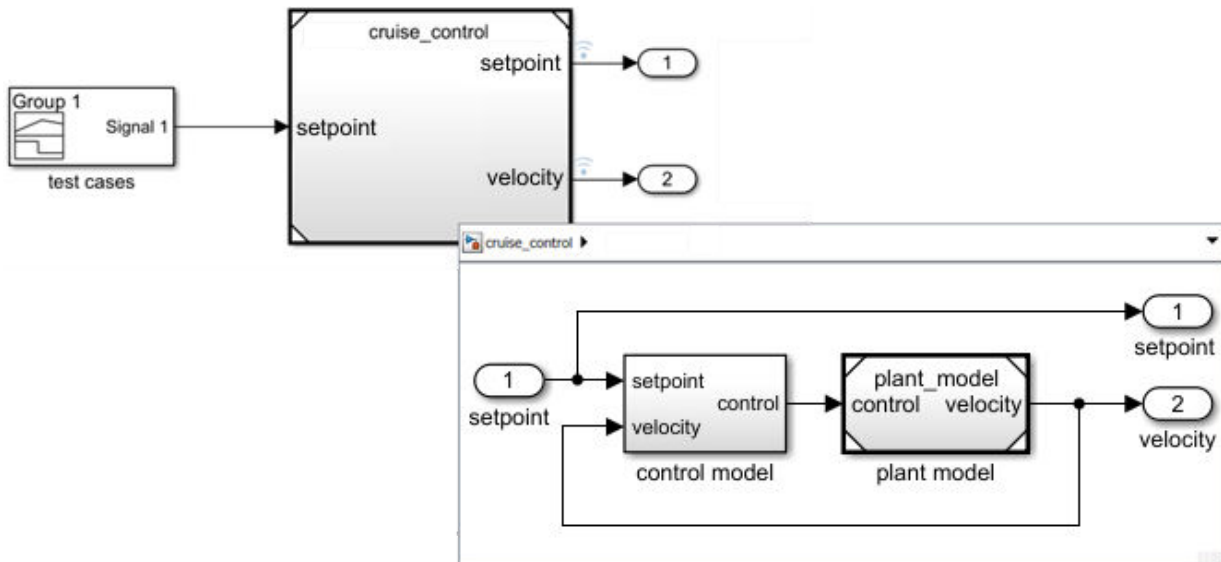 cruise_control
setpoint
1
Group 1
Signal 1
setpoint
test cases
velocity
2
cruise_control
1
setpoint
1
setpoint
setpoint
velocity
control
control model
plant_model
control
velocity
plant model
2
velocity